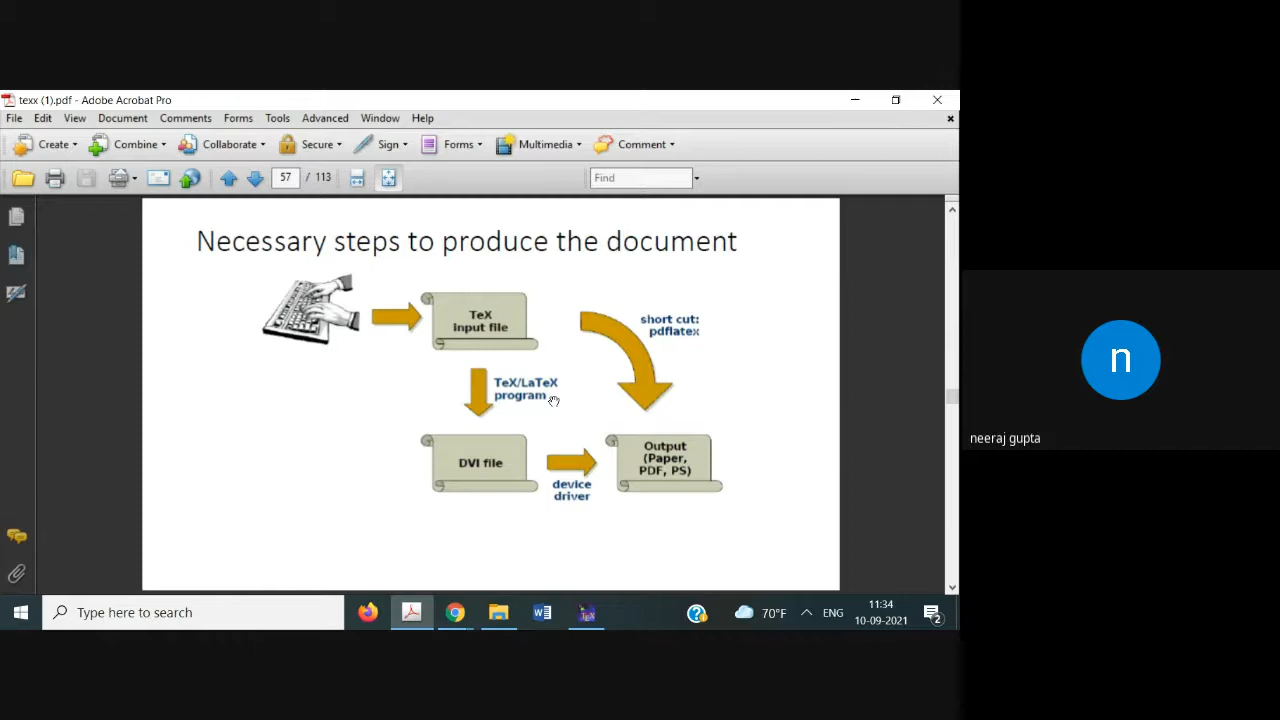 texx (1).pdf - Adobe Acrobat Pro
File Edit View Document Comments Forms Tools Advanced Window Help
Create Combine Collaborate Secure Sign Forms Multimedia Comment
57 / 113 Find
Necessary steps to produce the document
TeX
input file
short cut:
pdflatex
TeX/LaTeX
program
DVI file
device
driver
Output
(Paper,
PDF, PS)
n
neeraj gupta
Type here to search
70°F ENG
11:34
10-09-2021
2